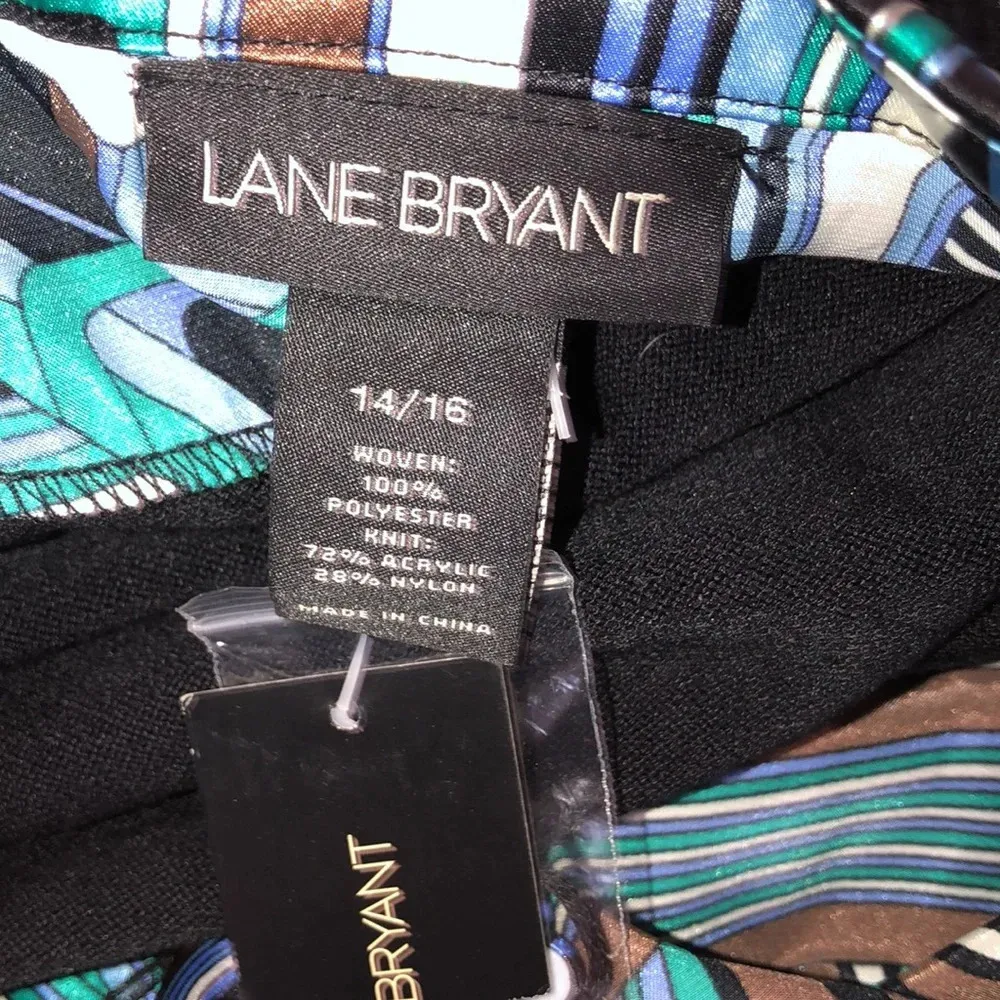 LANE BRYANT
14/16
WOVEN:
100%
POLYESTER
KNIT:
72% ACRYLIC
28% NYLON
MADE IN CHINA
BRYANT